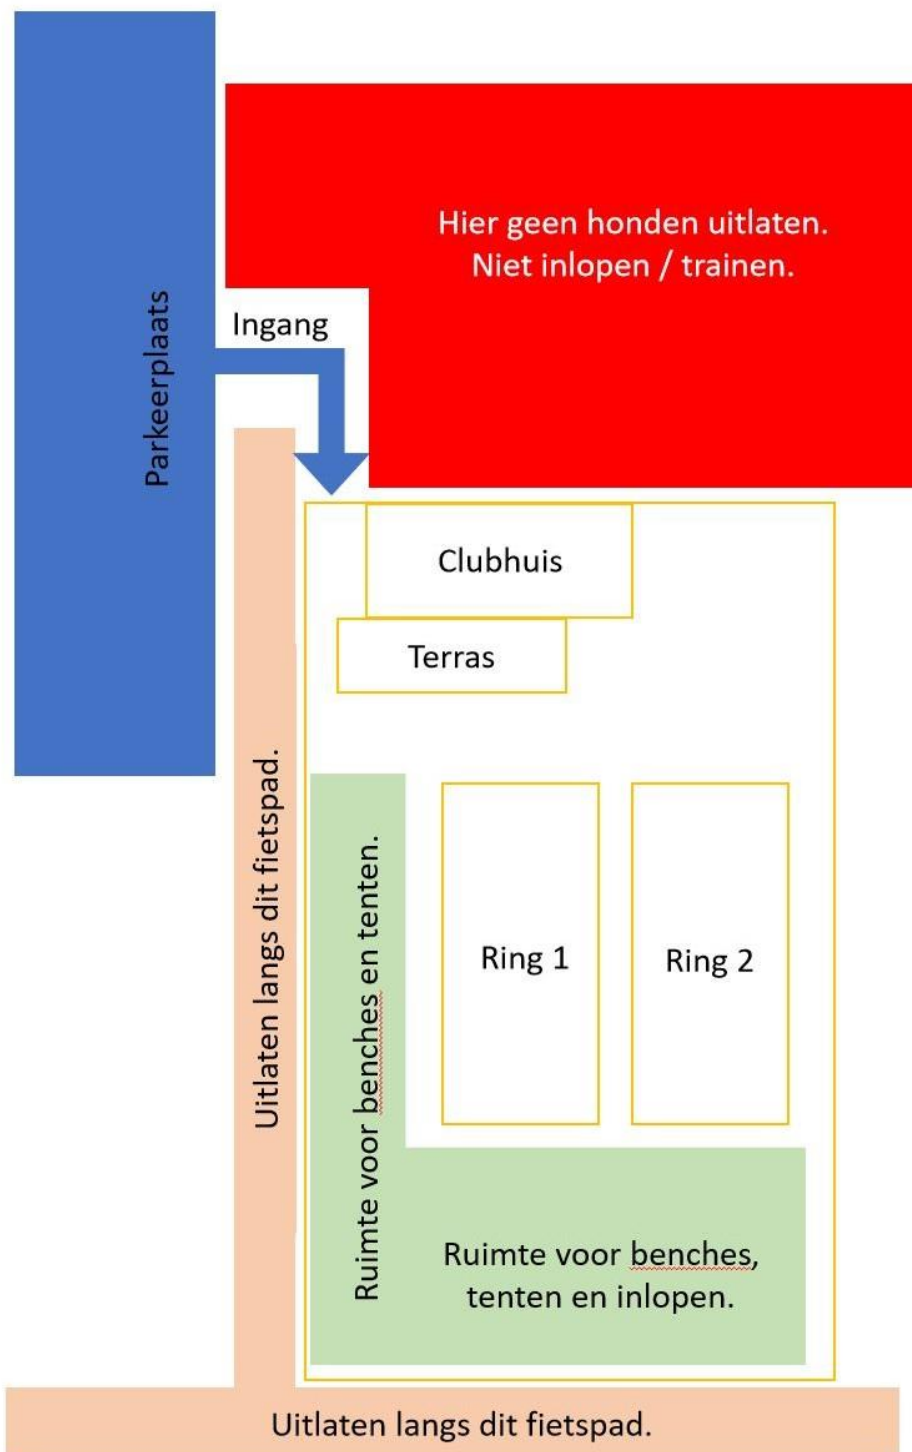 Hier geen honden uitlaten.
Niet inlopen / trainen.
Ingang
Parkeerplaats
Clubhuis
Terras
Uitlaten langs dit fietspad.
Ruimte voor benches en tenten.
Ring 1
Ring 2
Ruimte voor benches,
tenten en inlopen.
Uitlaten langs dit fietspad.